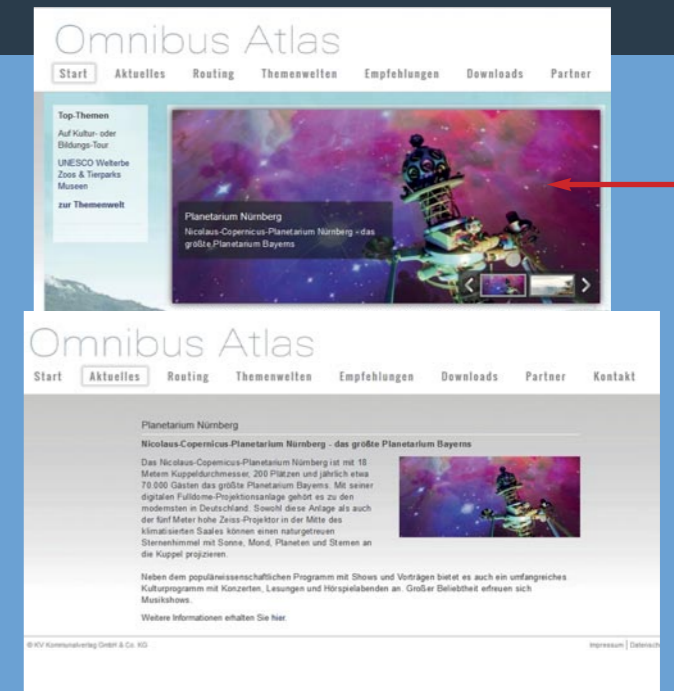 Omnibus Atlas
Start Aktuelles Routing Themenwelten Empfehlungen Downloads Partner
Top-Themen
Auf Kultur- oder
Bildungs-Tour
UNESCO Welterbe
Zoos & Tierparks
Museen
zur Themenwelt
Planetarium Nürnberg
Nicolaus-Copernicus-Planetarium Nürnberg - das
größte Planetarium Bayerns
Omnibus Atlas
Start Aktuelles Routing Themenwelten Empfehlungen Downloads Partner Kontakt
Planetarium Nürnberg
Nicolaus-Copernicus-Planetarium Nürnberg - das größte Planetarium Bayerns
Das Nicolaus-Copernicus-Planetarium Nürnberg ist mit 18
Metern Kuppeldurchmesser, 200 Plätzen und jährlich etwa
70.000 Gästen das größte Planetarium Bayerns. Mit seiner
digitalen Fulldome-Projektionsanlage gehört es zu den
modernsten in Deutschland. Sowohl diese Anlage als auch
der fünf Meter hohe Zeiss-Projektor in der Mitte des
klimatisierten Saales können einen naturgetreuen
Sternenhimmel mit Sonne, Mond, Planeten und Sternen an
die Kuppel projizieren.
Neben dem populärwissenschaftlichen Programm mit Shows und Vorträgen bietet es auch ein umfangreiches
Kulturprogramm mit Konzerten, Lesungen und Hörspielabenden an. Großer Beliebtheit erfreuen sich
Musikshows.
Weitere Informationen erhalten Sie hier.
© KV Kommunalverlag GmbH & Co. KG
Impressum | Datensch